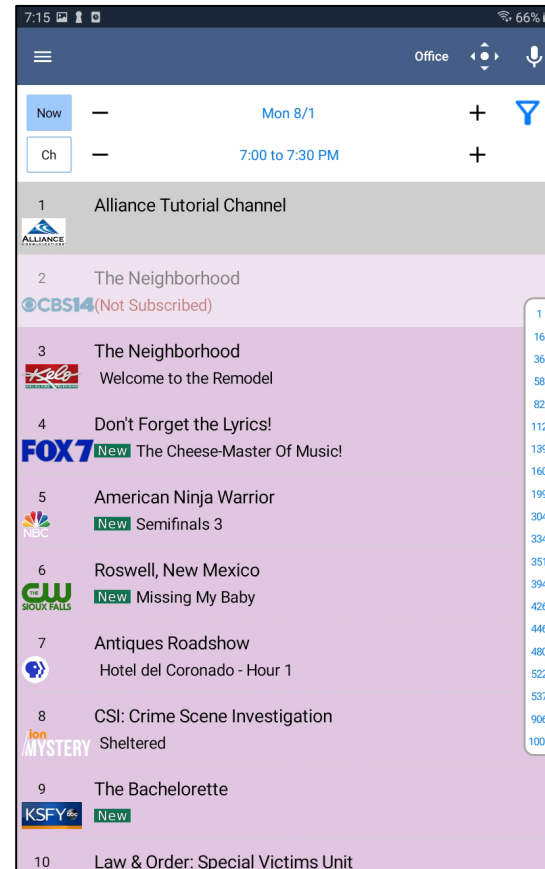 7:15 66%
Office
Now Mon 8/1
Ch 7:00 to 7:30 PM
1 Alliance Tutorial Channel
ALLIANCE
2 The Neighborhood
CBS14 (Not Subscribed)
3 The Neighborhood
Kelo Welcome to the Remodel
4 Don't Forget the Lyrics!
FOX 7 New The Cheese-Master Of Music!
5 American Ninja Warrior
NBC New Semifinals 3
6 Roswell, New Mexico
THE CW SIOUX FALLS New Missing My Baby
7 Antiques Roadshow
Hotel del Coronado - Hour 1
8 CSI: Crime Scene Investigation
ion MYSTERY Sheltered
9 The Bachelorette
KSFY abc New
10 Law & Order: Special Victims Unit
1
16
36
58
82
112
139
160
199
304
334
351
394
426
446
480
522
537
906
100